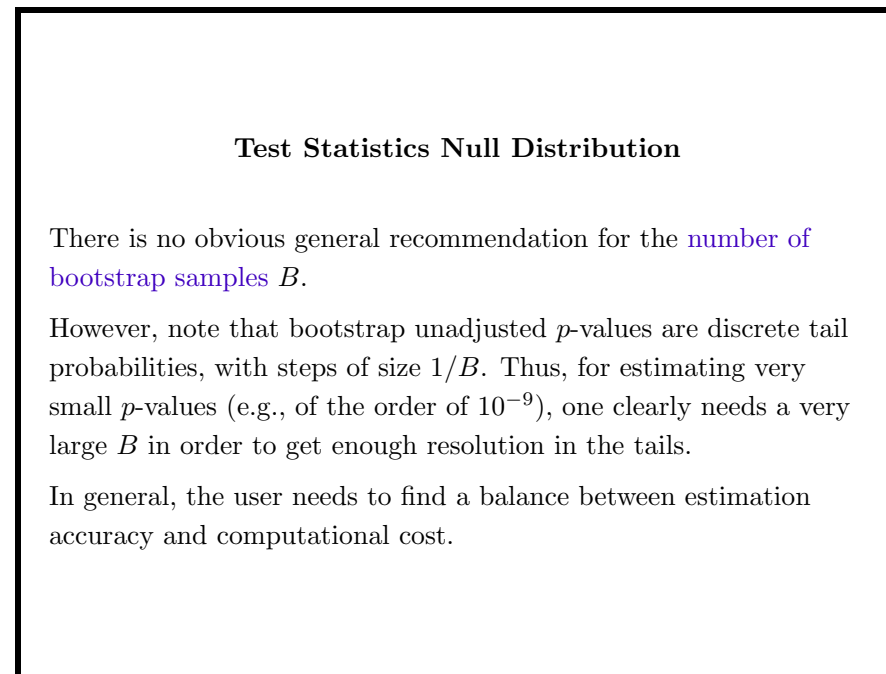 Test Statistics Null Distribution
There is no obvious general recommendation for the number of
bootstrap samples B.
However, note that bootstrap unadjusted p-values are discrete tail
probabilities, with steps of size 1/B. Thus, for estimating very
small p-values (e.g., of the order of 10⁻⁹), one clearly needs a very
large B in order to get enough resolution in the tails.
In general, the user needs to find a balance between estimation
accuracy and computational cost.